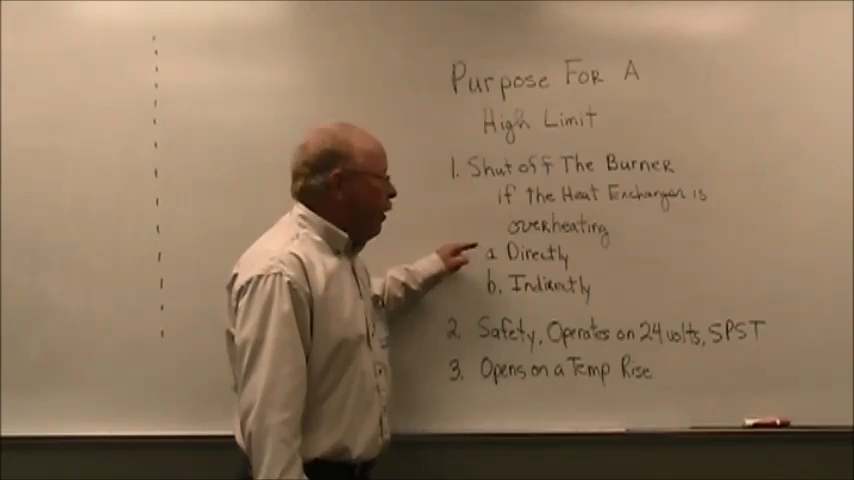 Purpose For A
High Limit
1. Shut off The Burner
if the Heat Exchanger is
overheating
a Directly
b. Indirectly
2. Safety, Operates on 24 volts, SPST
3. Opens on a Temp Rise